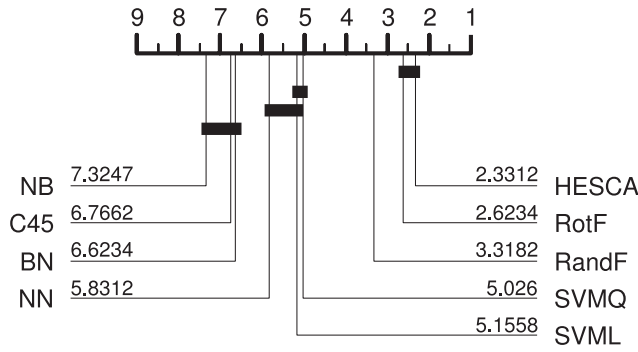 9 8 7 6 5 4 3 2 1
NB 7.3247 2.3312 HESCA
C45 6.7662 2.6234 RotF
BN 6.6234 3.3182 RandF
NN 5.8312 5.026 SVMQ
5.1558 SVML